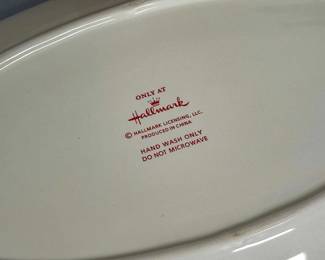 ONLY AT
Hallmark
© HALLMARK LICENSING, LLC.
PRODUCED IN CHINA
HAND WASH ONLY
DO NOT MICROWAVE